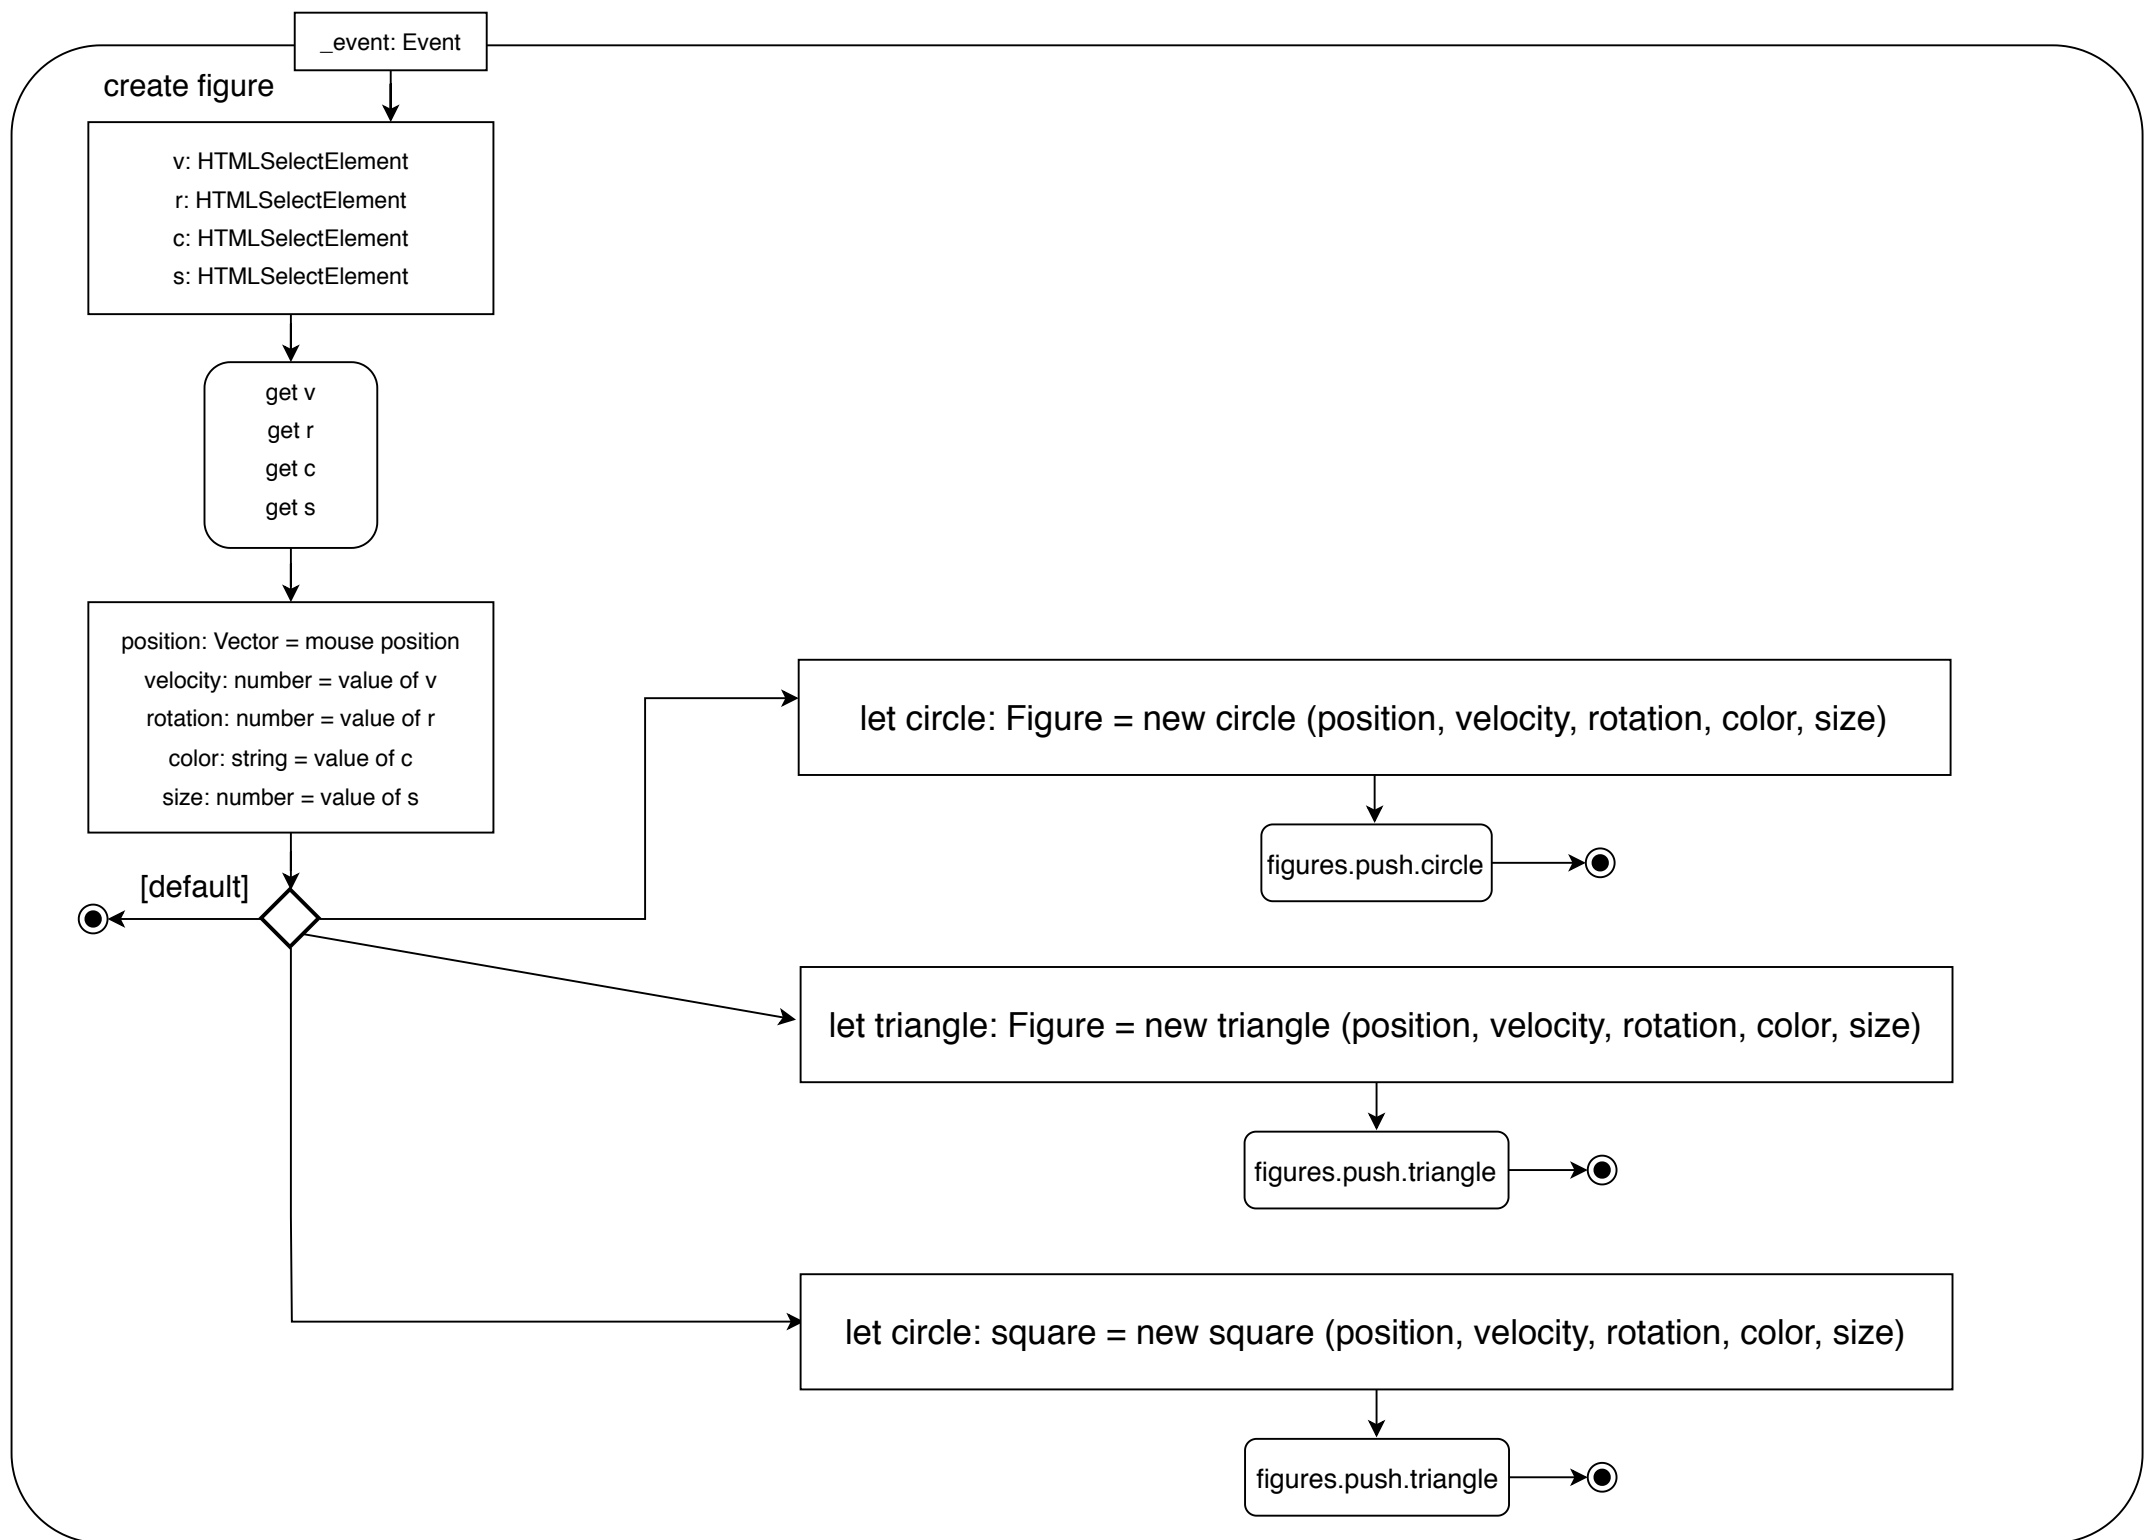 _event: Event
create figure
v: HTMLSelectElement
r: HTMLSelectElement
c: HTMLSelectElement
s: HTMLSelectElement
get v
get r
get c
get s
position: Vector = mouse position
velocity: number = value of v
rotation: number = value of r
color: string = value of c
size: number = value of s
[default]
let circle: Figure = new circle (position, velocity, rotation, color, size)
figures.push.circle
let triangle: Figure = new triangle (position, velocity, rotation, color, size)
figures.push.triangle
let circle: square = new square (position, velocity, rotation, color, size)
figures.push.triangle